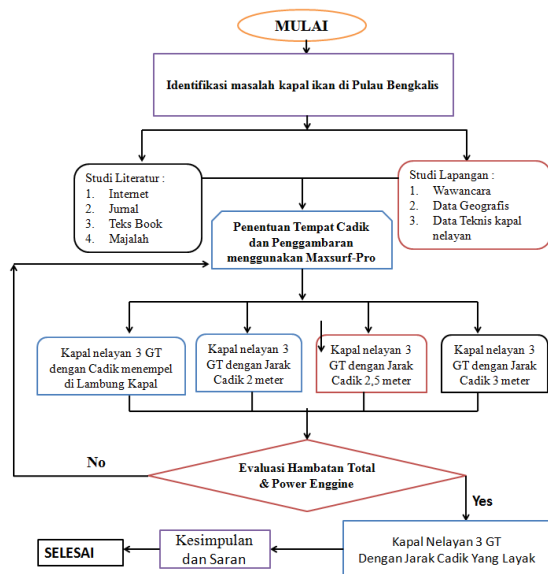 MULAI
Identifikasi masalah kapal ikan di Pulau Bengkalis
Studi Literatur :
1. Internet
2. Jurnal
3. Teks Book
4. Majalah
Studi Lapangan :
1. Wawancara
2. Data Geografis
3. Data Teknis kapal
nelayan
Penentuan Tempat Cadik
dan Penggambaran
menggunakan Maxsurf-Pro
Kapal nelayan 3 GT
dengan Cadik menempel
di Lambung Kapal
Kapal nelayan 3
GT dengan Jarak
Cadik 2 meter
Kapal nelayan 3
GT dengan Jarak
Cadik 2,5 meter
Kapal nelayan 3
GT dengan Jarak
Cadik 3 meter
Evaluasi Hambatan Total
& Power Enggine
No
Yes
Kapal Nelayan 3 GT
Dengan Jarak Cadik Yang Layak
Kesimpulan
dan Saran
SELESAI